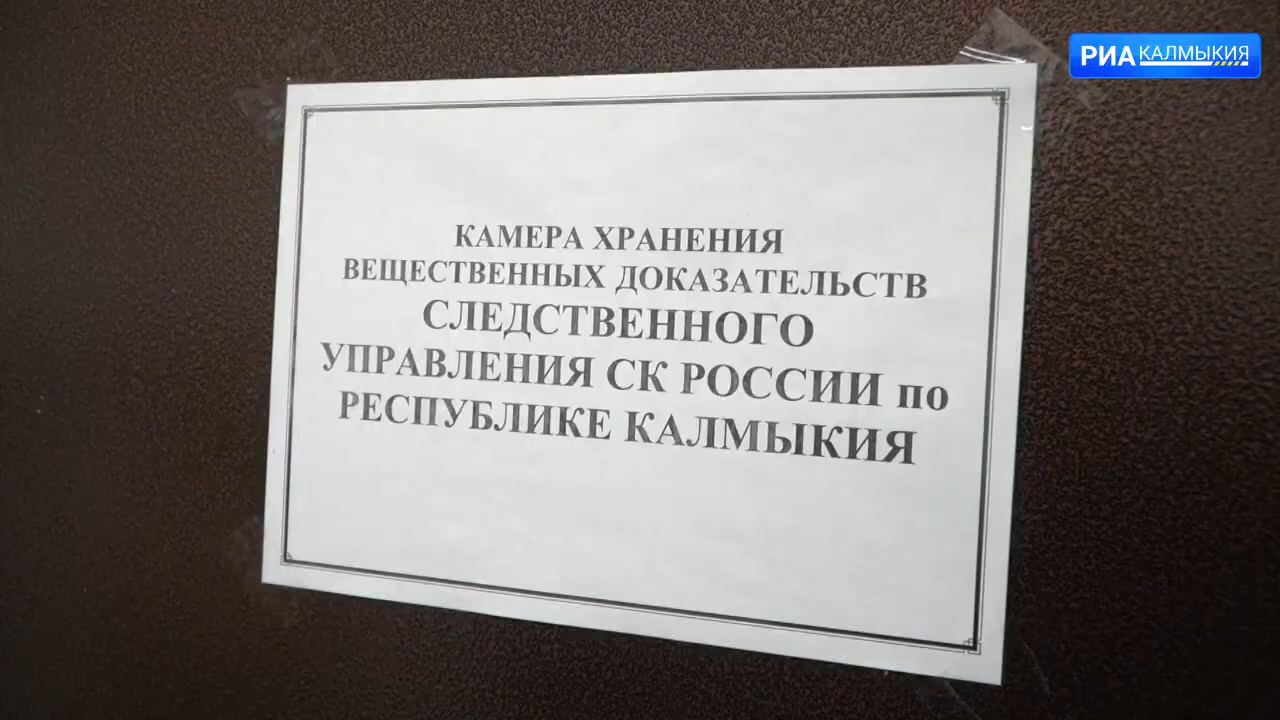 РИА КАЛМЫКИЯ
КАМЕРА ХРАНЕНИЯ
ВЕЩЕСТВЕННЫХ ДОКАЗАТЕЛЬСТВ
СЛЕДСТВЕННОГО
УПРАВЛЕНИЯ СК РОССИИ по
РЕСПУБЛИКЕ КАЛМЫКИЯ